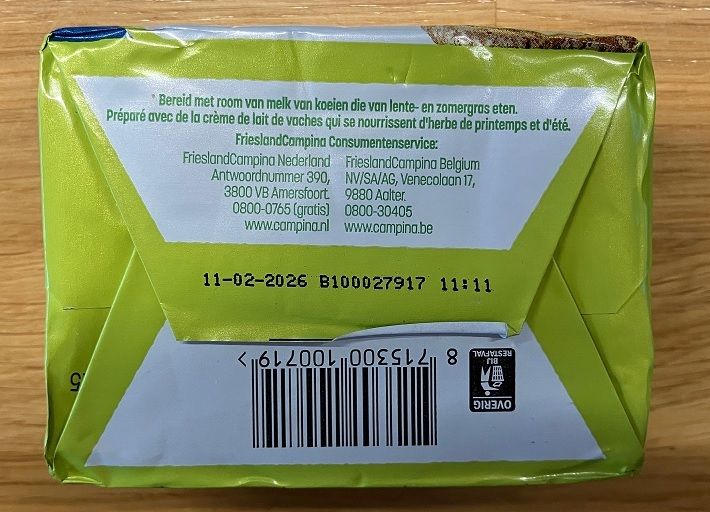 * Bereid met room van melk van koeien die van lente- en zomergras eten.
Préparé avec de la crème de lait de vaches qui se nourrissent d'herbe de printemps et d'été.
FrieslandCampina Consumentenservice:
FrieslandCampina Nederland
Antwoordnummer 390,
3800 VB Amersfoort.
0800-0765 (gratis)
www.campina.nl
FrieslandCampina Belgium
NV/SA/AG, Venecolaan 17,
9880 Aalter.
0800-30405
www.campina.be
11-02-2026 B100027917 11:11
8 715300 100719 >
OVERIG
BIJ
RESTAFVAL